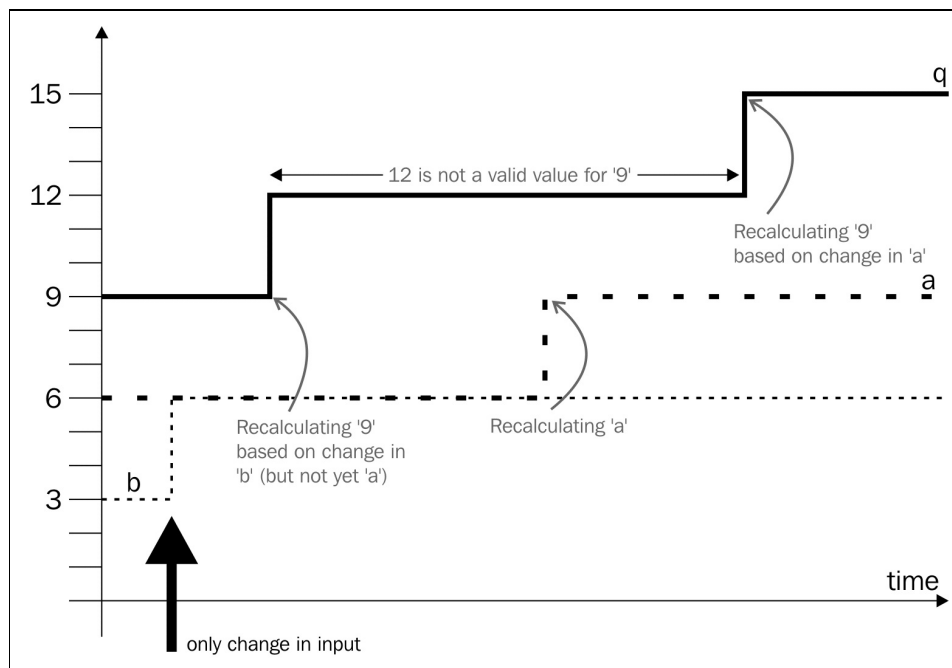 q
15
12 is not a valid value for '9'
12
Recalculating '9'
based on change in 'a'
a
9
6
Recalculating '9'
based on change in
'b' (but not yet 'a')
Recalculating 'a'
b
3
time
only change in input